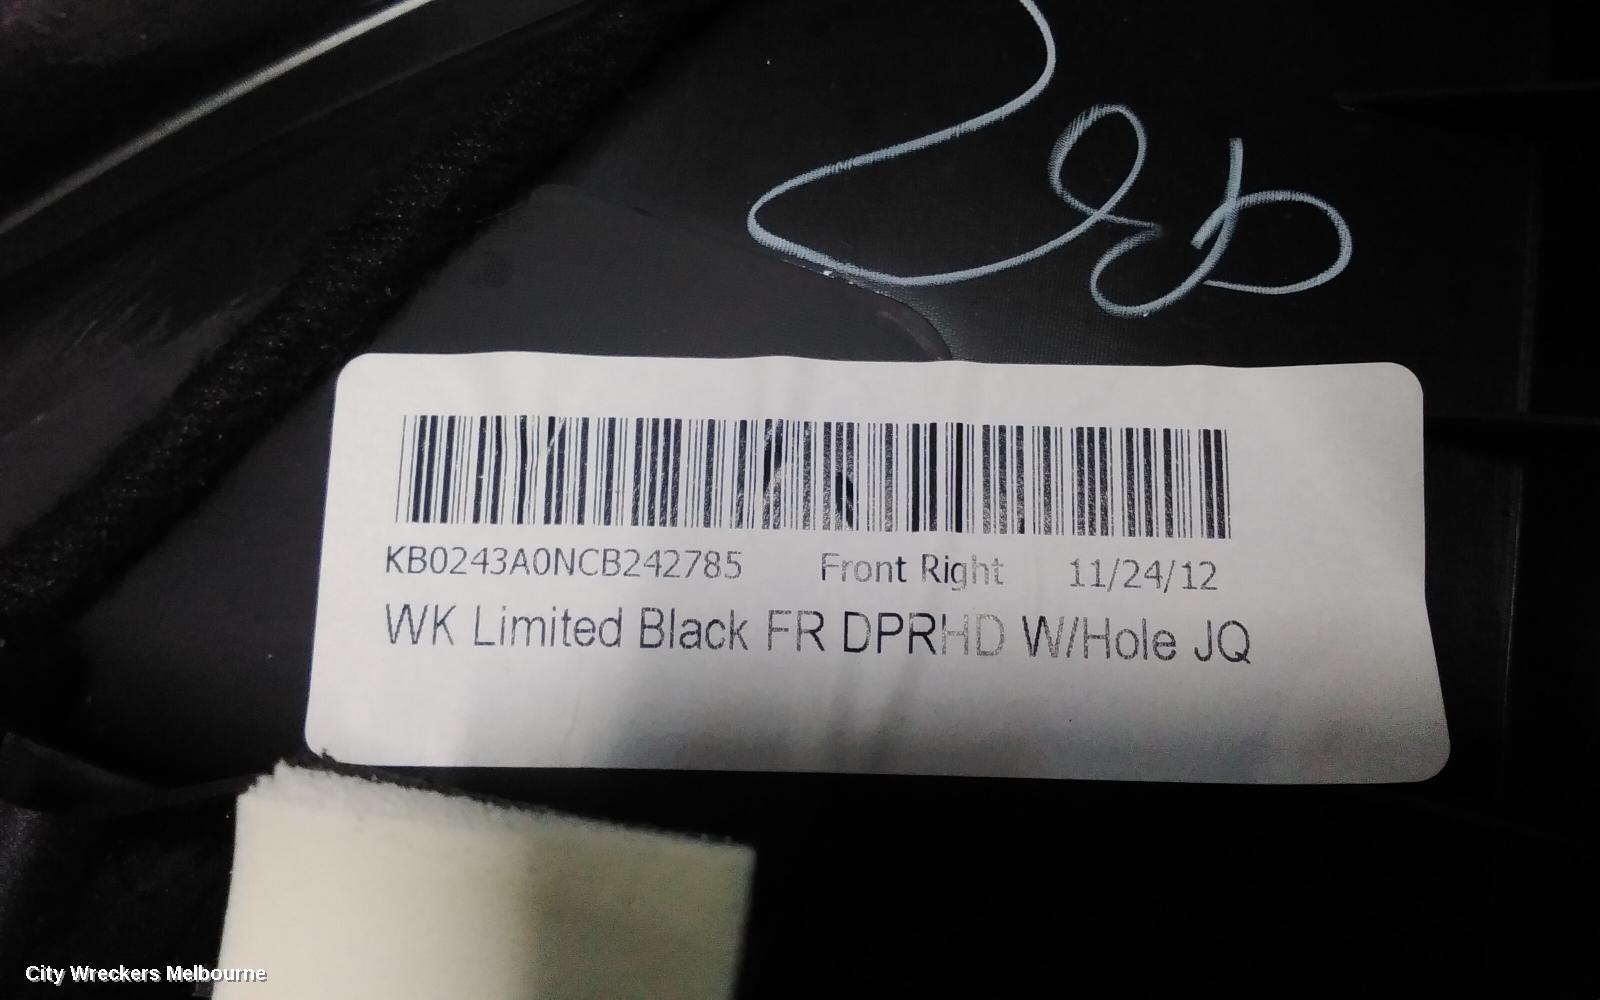 KB0243A0NCB242785 Front Right 11/24/12
WK Limited Black FR DPRHD W/Hole JQ
City Wreckers Melbourne